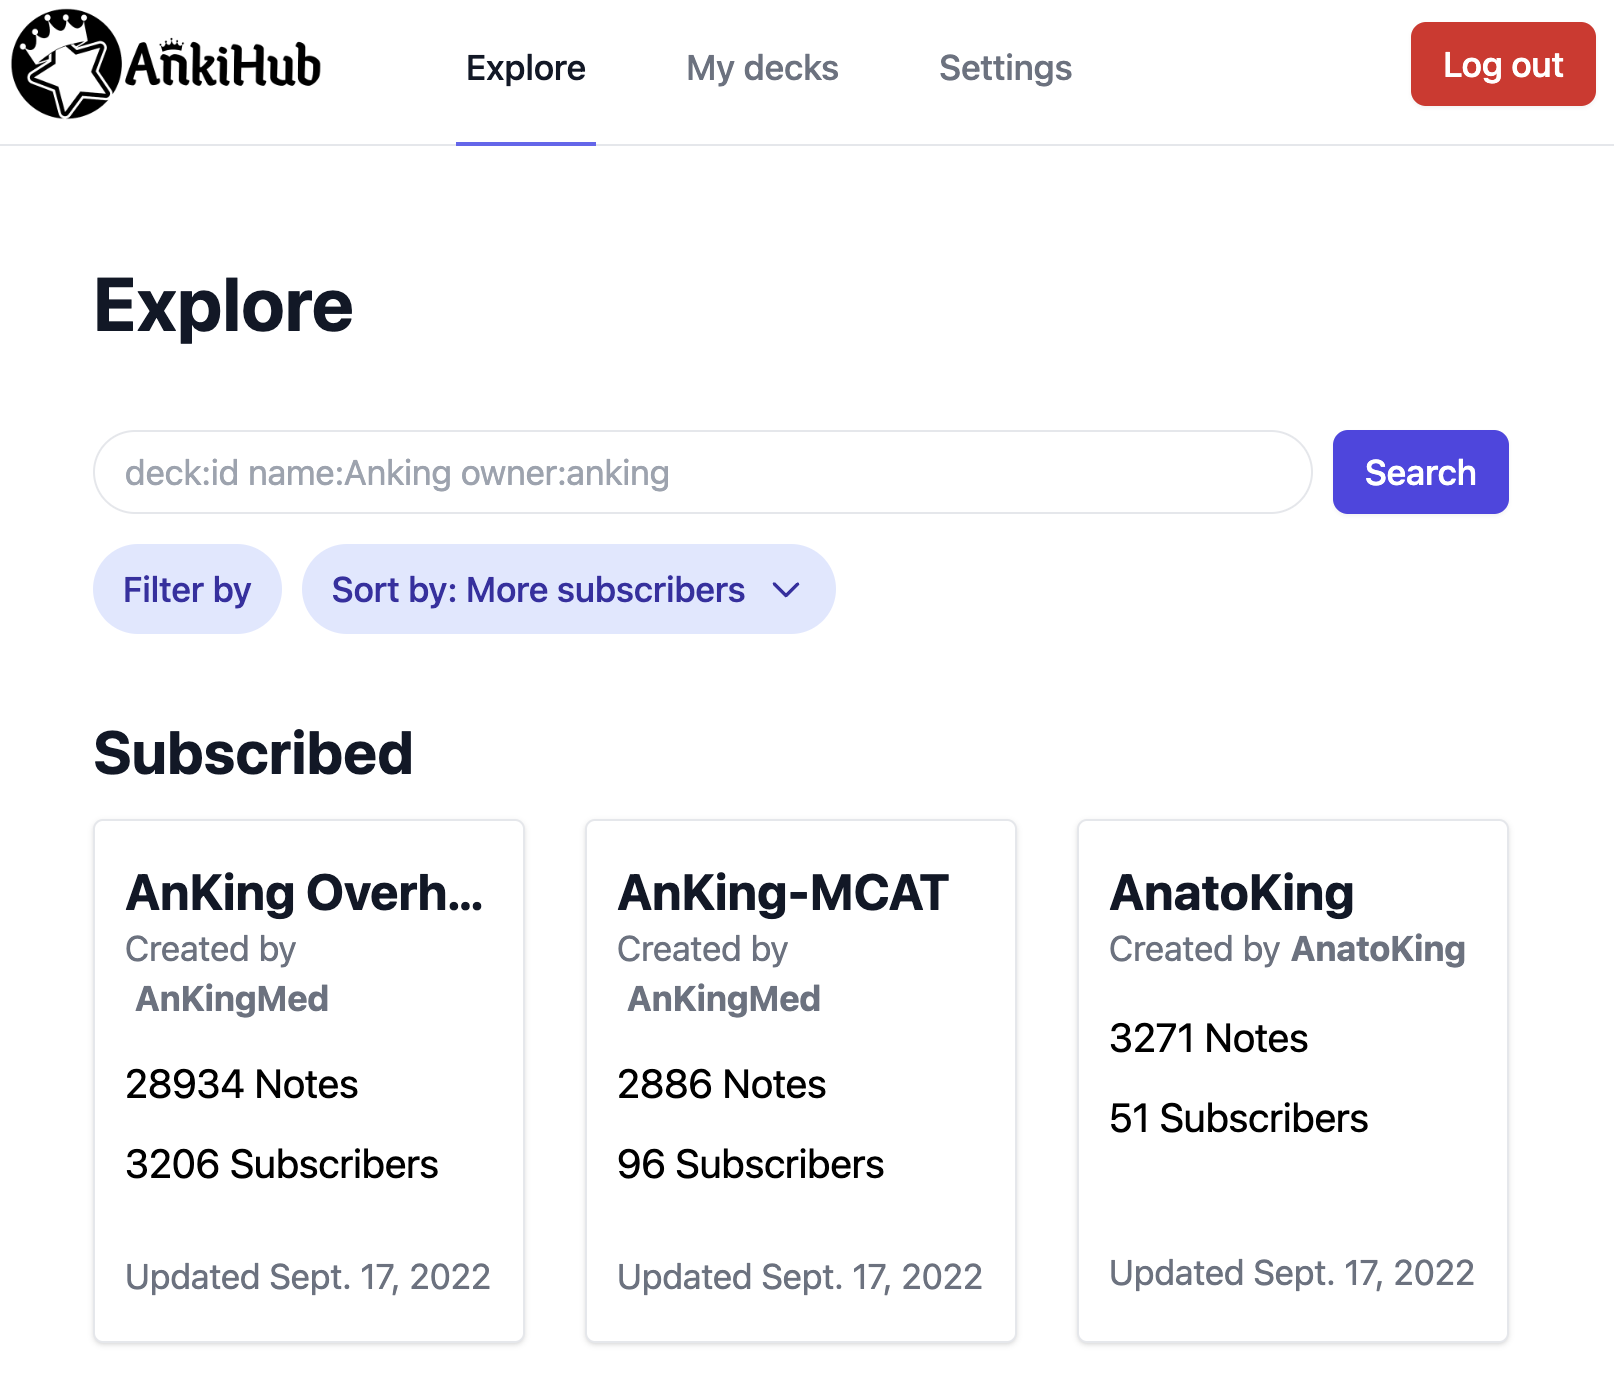 AnkiHub
Explore
My decks
Settings
Log out
Explore
deck:id name:Anking owner:anking
Search
Filter by
Sort by: More subscribers
Subscribed
AnKing Overh...
Created by
AnKingMed
28934 Notes
3206 Subscribers
Updated Sept. 17, 2022
AnKing-MCAT
Created by
AnKingMed
2886 Notes
96 Subscribers
Updated Sept. 17, 2022
AnatoKing
Created by AnatoKing
3271 Notes
51 Subscribers
Updated Sept. 17, 2022